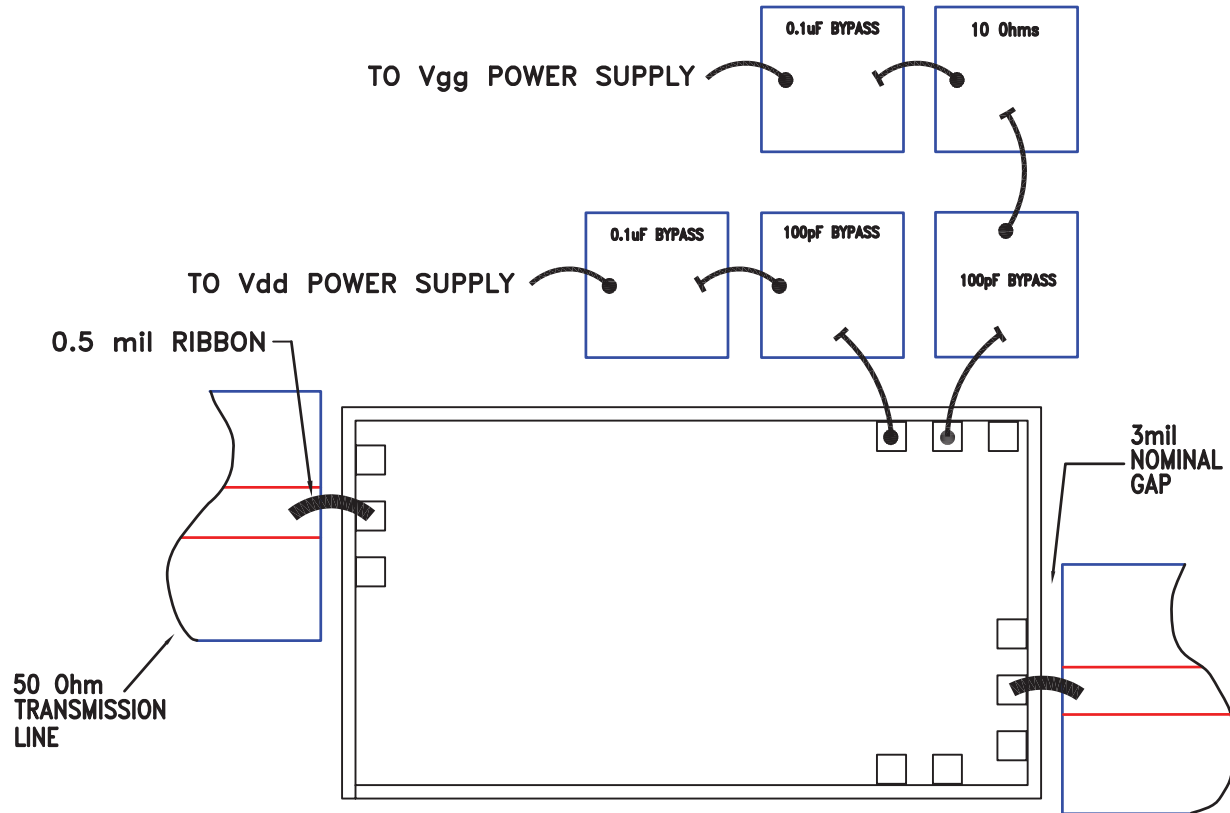 0.1uF BYPASS
10 Ohms
TO Vgg POWER SUPPLY
0.1uF BYPASS
100pF BYPASS
100pF BYPASS
TO Vdd POWER SUPPLY
0.5 mil RIBBON
3mil
NOMINAL
GAP
50 Ohm
TRANSMISSION
LINE